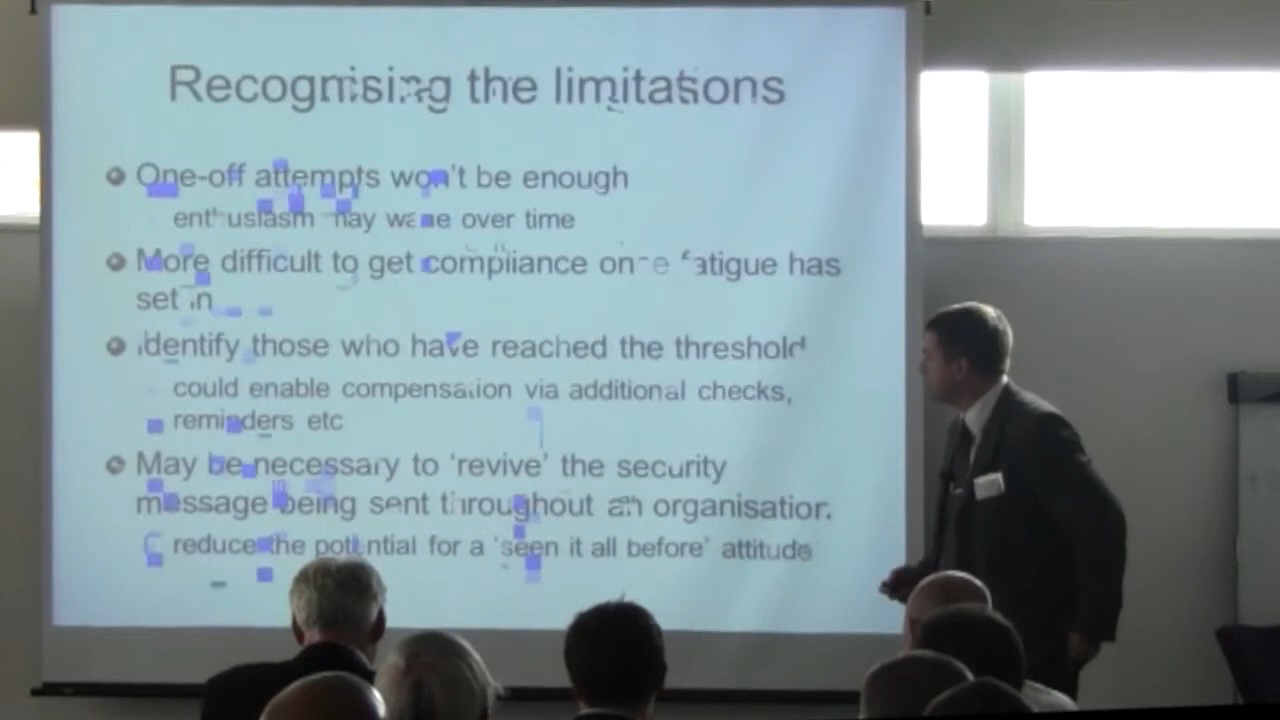 Recognising the limitations
One-off attempts won't be enough
enthusiasm may wane over time
More difficult to get compliance once fatigue has
set in
Identify those who have reached the threshold
could enable compensation via additional checks,
reminders etc
May be necessary to 'revive' the security
message being sent throughout an organisation.
reduce the potential for a 'seen it all before' attitude